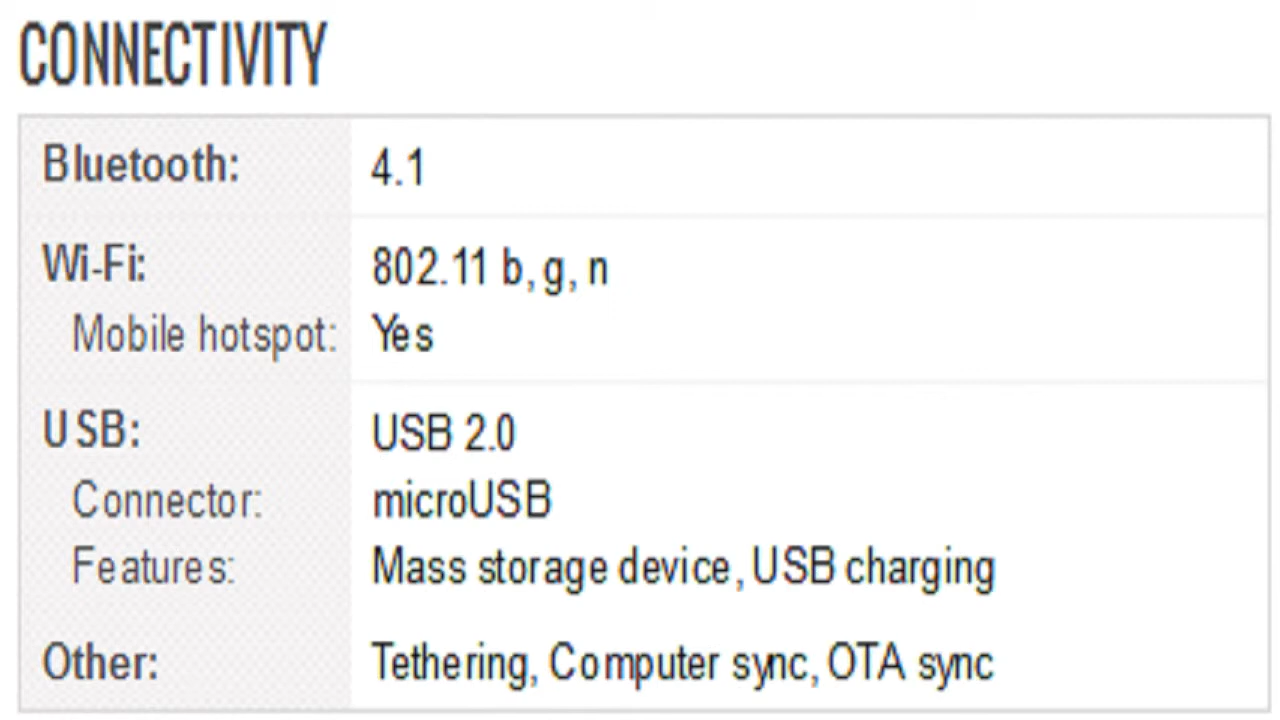 CONNECTIVITY
Bluetooth: 4.1
Wi-Fi: 802.11 b, g, n
Mobile hotspot: Yes
USB: USB 2.0
Connector: microUSB
Features: Mass storage device, USB charging
Other: Tethering, Computer sync, OTA sync